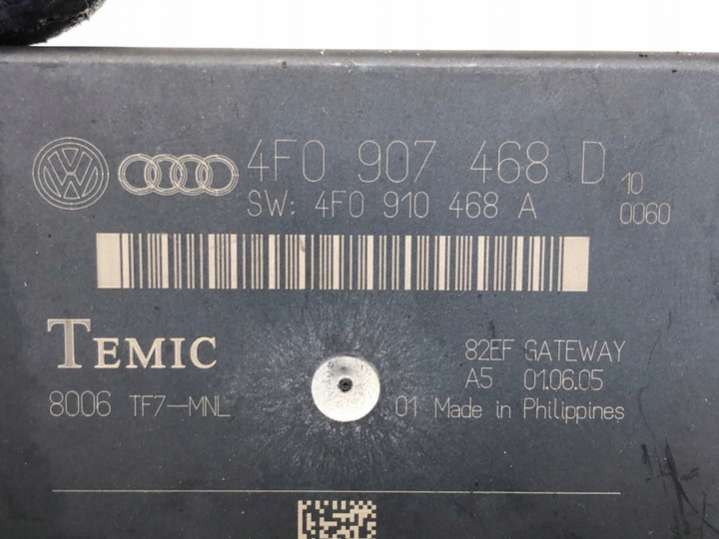 4F0 907 468 D 10
SW: 4F0 910 468 A 0060
TEMIC
82EF GATEWAY
A5 01.06.05
8006 TF7-MNL 01 Made in Philippines